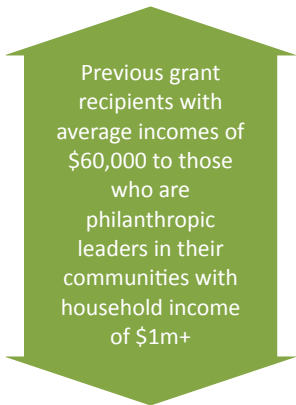 Previous grant
recipients with
average incomes of
$60,000 to those
who are
philanthropic
leaders in their
communities with
household income
of $1m+